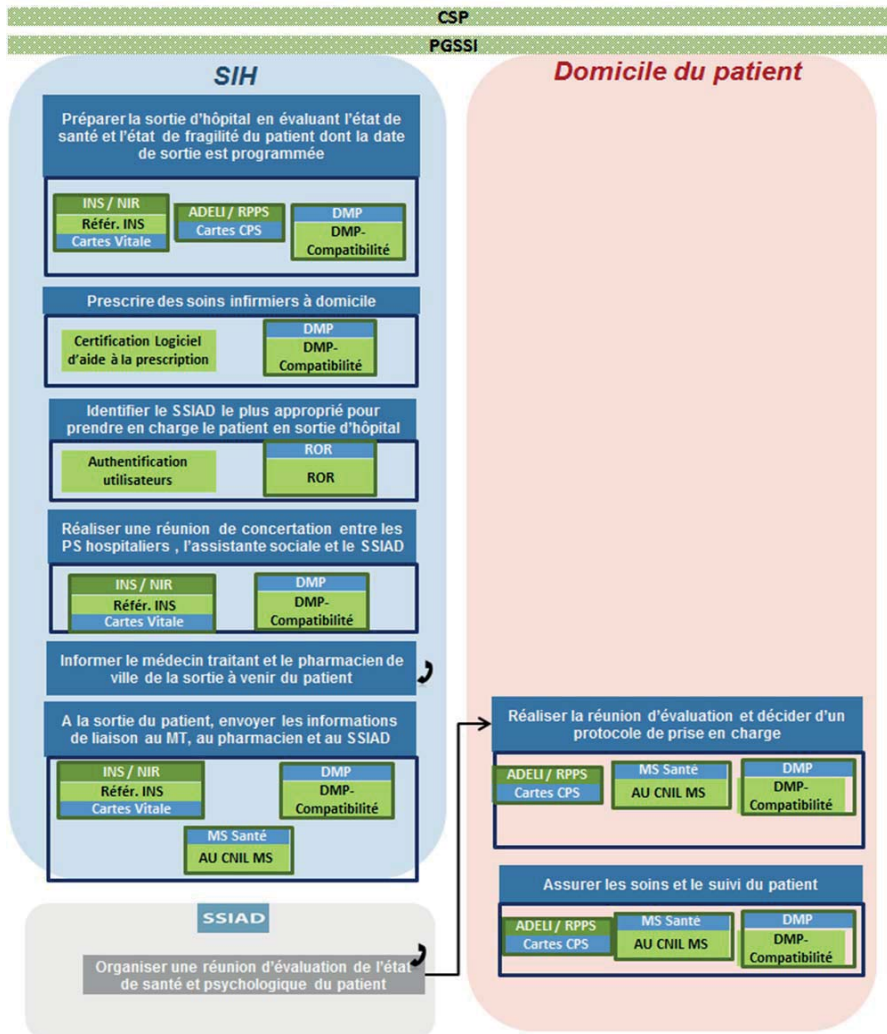 CSP
PGSSI
SIH
Préparer la sortie d'hôpital en évaluant l'état de
santé et l'état de fragilité du patient dont la date
de sortie est programmée
INS / NIR
Référ. INS
Cartes Vitale
ADELI / RPPS
Cartes CPS
DMP
DMP-
Compatibilité
Prescrire des soins infirmiers à domicile
Certification Logiciel
d'aide à la prescription
DMP
DMP-
Compatibilité
Identifier le SSIAD le plus approprié pour
prendre en charge le patient en sortie d'hôpital
Authentification
utilisateurs
ROR
ROR
Réaliser une réunion de concertation entre les
PS hospitaliers , l'assistante sociale et le SSIAD
INS / NIR
Référ. INS
Cartes Vitale
DMP
DMP-
Compatibilité
Informer le médecin traitant et le pharmacien de
ville de la sortie à venir du patient
A la sortie du patient, envoyer les informations
de liaison au MT, au pharmacien et au SSIAD
INS / NIR
Référ. INS
Cartes Vitale
DMP
DMP-
Compatibilité
MS Santé
AU CNIL MS
SSIAD
Organiser une réunion d'évaluation de l'état
de santé et psychologique du patient
Domicile du patient
Réaliser la réunion d'évaluation et décider d'un
protocole de prise en charge
ADELI / RPPS
Cartes CPS
MS Santé
AU CNIL MS
DMP
DMP-
Compatibilité
Assurer les soins et le suivi du patient
ADELI / RPPS
Cartes CPS
MS Santé
AU CNIL MS
DMP
DMP-
Compatibilité